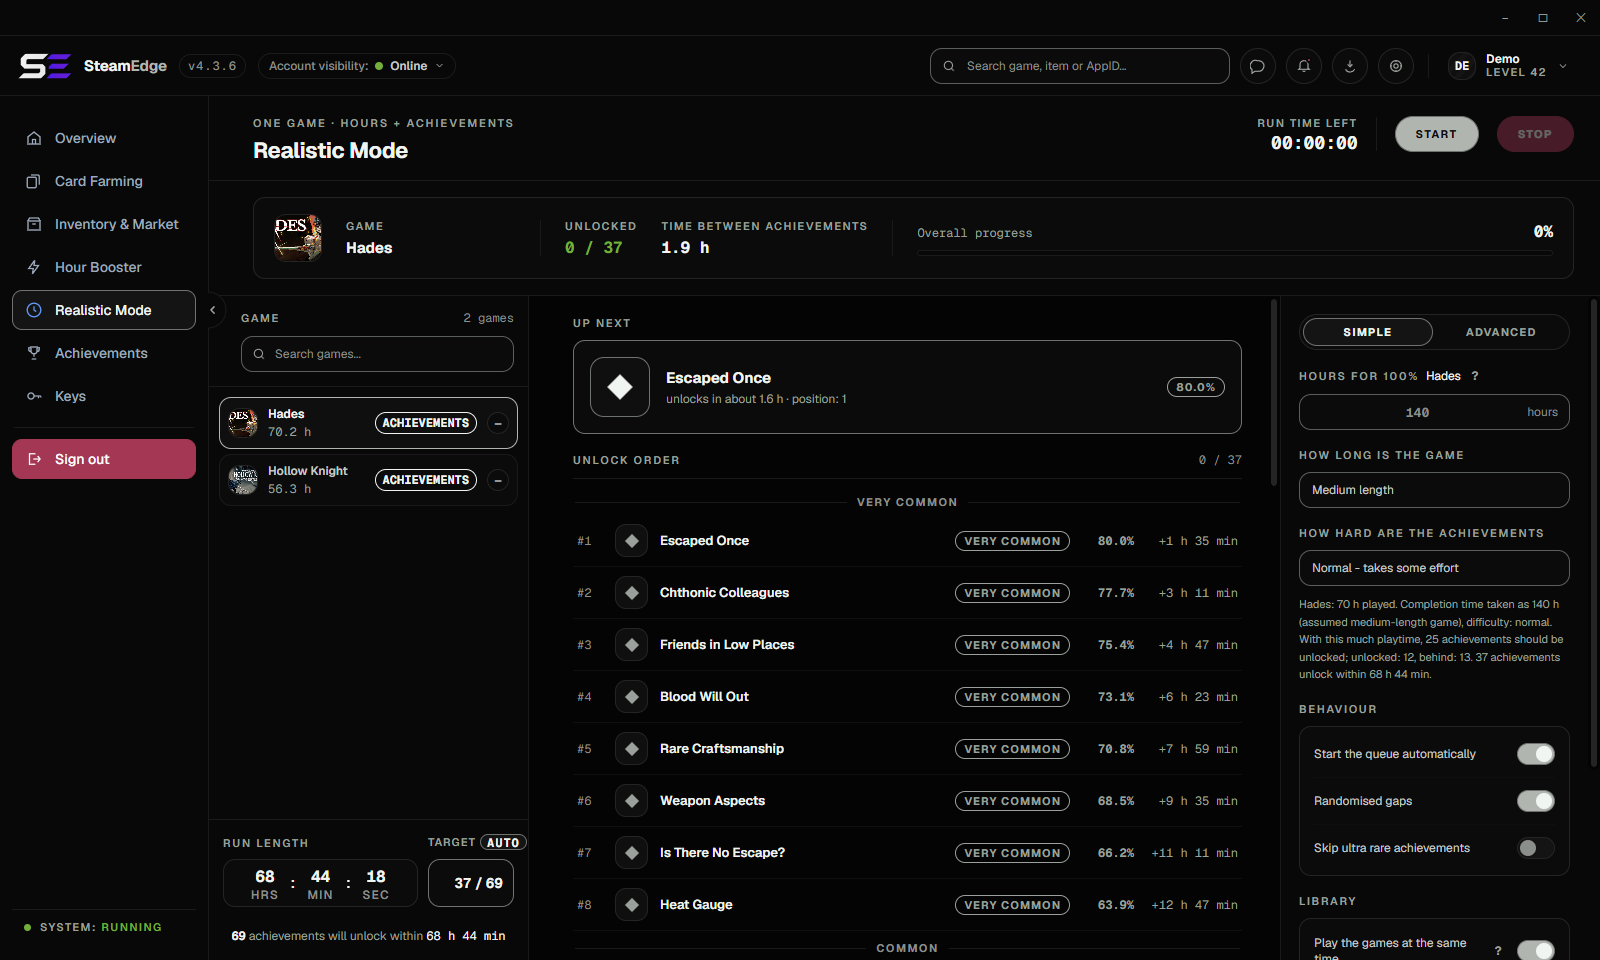 SteamEdge
v4.3.6
Account visibility: Online
Search game, item or AppID...
DE
Demo
LEVEL 42
Overview
Card Farming
Inventory & Market
Hour Booster
Realistic Mode
Achievements
Keys
Sign out
SYSTEM: RUNNING
ONE GAME · HOURS + ACHIEVEMENTS
Realistic Mode
RUN TIME LEFT
00:00:00
START
STOP
GAME
Hades
UNLOCKED
0 / 37
TIME BETWEEN ACHIEVEMENTS
1.9 h
Overall progress
0%
GAME
2 games
Search games...
Hades
70.2 h
ACHIEVEMENTS
Hollow Knight
56.3 h
ACHIEVEMENTS
RUN LENGTH
68 : 44 : 18
HRS MIN SEC
TARGET AUTO
37 / 69
69 achievements will unlock within 68 h 44 min
UP NEXT
Escaped Once
unlocks in about 1.6 h · position: 1
80.0%
UNLOCK ORDER
0 / 37
VERY COMMON
#1 Escaped Once VERY COMMON 80.0% +1 h 35 min
#2 Chthonic Colleagues VERY COMMON 77.7% +3 h 11 min
#3 Friends in Low Places VERY COMMON 75.4% +4 h 47 min
#4 Blood Will Out VERY COMMON 73.1% +6 h 23 min
#5 Rare Craftsmanship VERY COMMON 70.8% +7 h 59 min
#6 Weapon Aspects VERY COMMON 68.5% +9 h 35 min
#7 Is There No Escape? VERY COMMON 66.2% +11 h 11 min
#8 Heat Gauge VERY COMMON 63.9% +12 h 47 min
COMMON
SIMPLE
ADVANCED
HOURS FOR 100% Hades ?
140 hours
HOW LONG IS THE GAME
Medium length
HOW HARD ARE THE ACHIEVEMENTS
Normal - takes some effort
Hades: 70 h played. Completion time taken as 140 h
(assumed medium-length game), difficulty: normal.
With this much playtime, 25 achievements should be
unlocked; unlocked: 12, behind: 13. 37 achievements
unlock within 68 h 44 min.
BEHAVIOUR
Start the queue automatically
Randomised gaps
Skip ultra rare achievements
LIBRARY
Play the games at the same ?
time